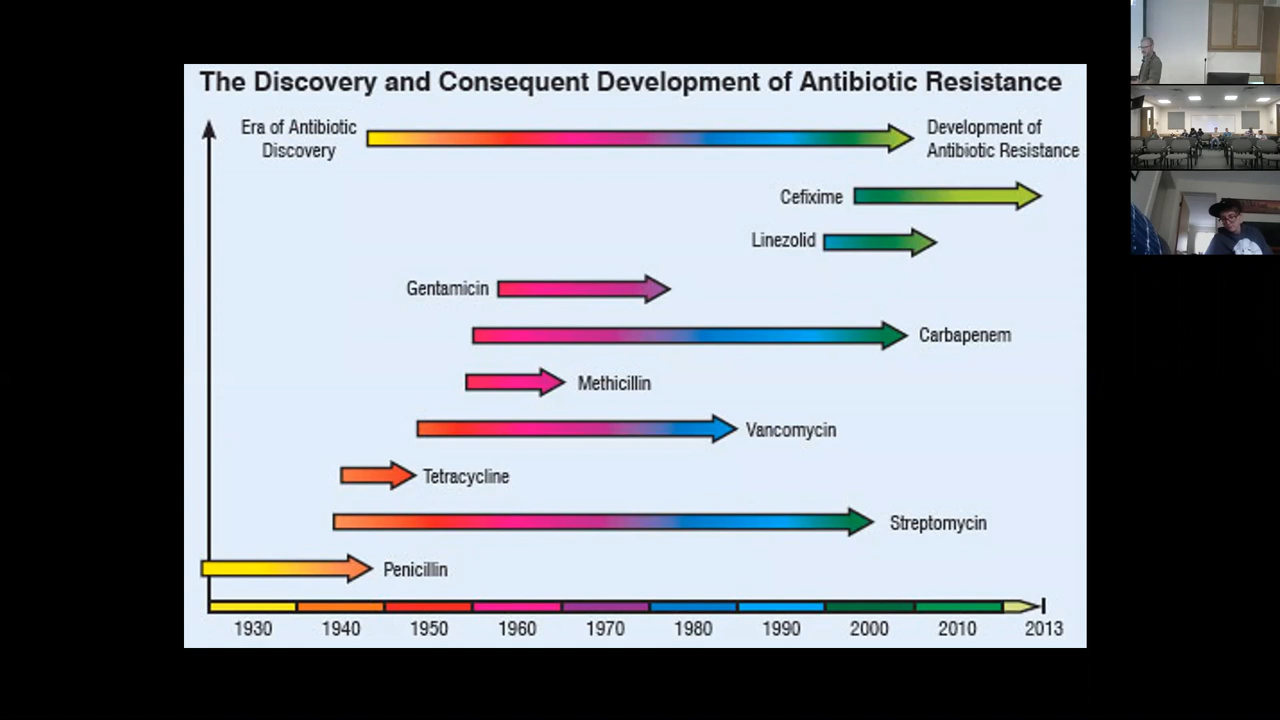 The Discovery and Consequent Development of Antibiotic Resistance
Era of Antibiotic
Discovery
Development of
Antibiotic Resistance
Cefixime
Linezolid
Gentamicin
Carbapenem
Methicillin
Vancomycin
Tetracycline
Streptomycin
Penicillin
1930 1940 1950 1960 1970 1980 1990 2000 2010 2013